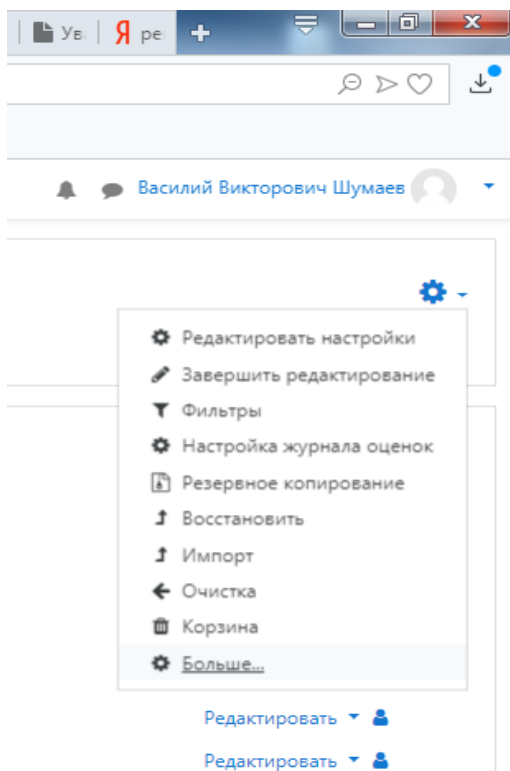 Ув Я ре
Василий Викторович Шумаев
Редактировать настройки
Завершить редактирование
Фильтры
Настройка журнала оценок
Резервное копирование
Восстановить
Импорт
Очистка
Корзина
Больше...
Редактировать
Редактировать